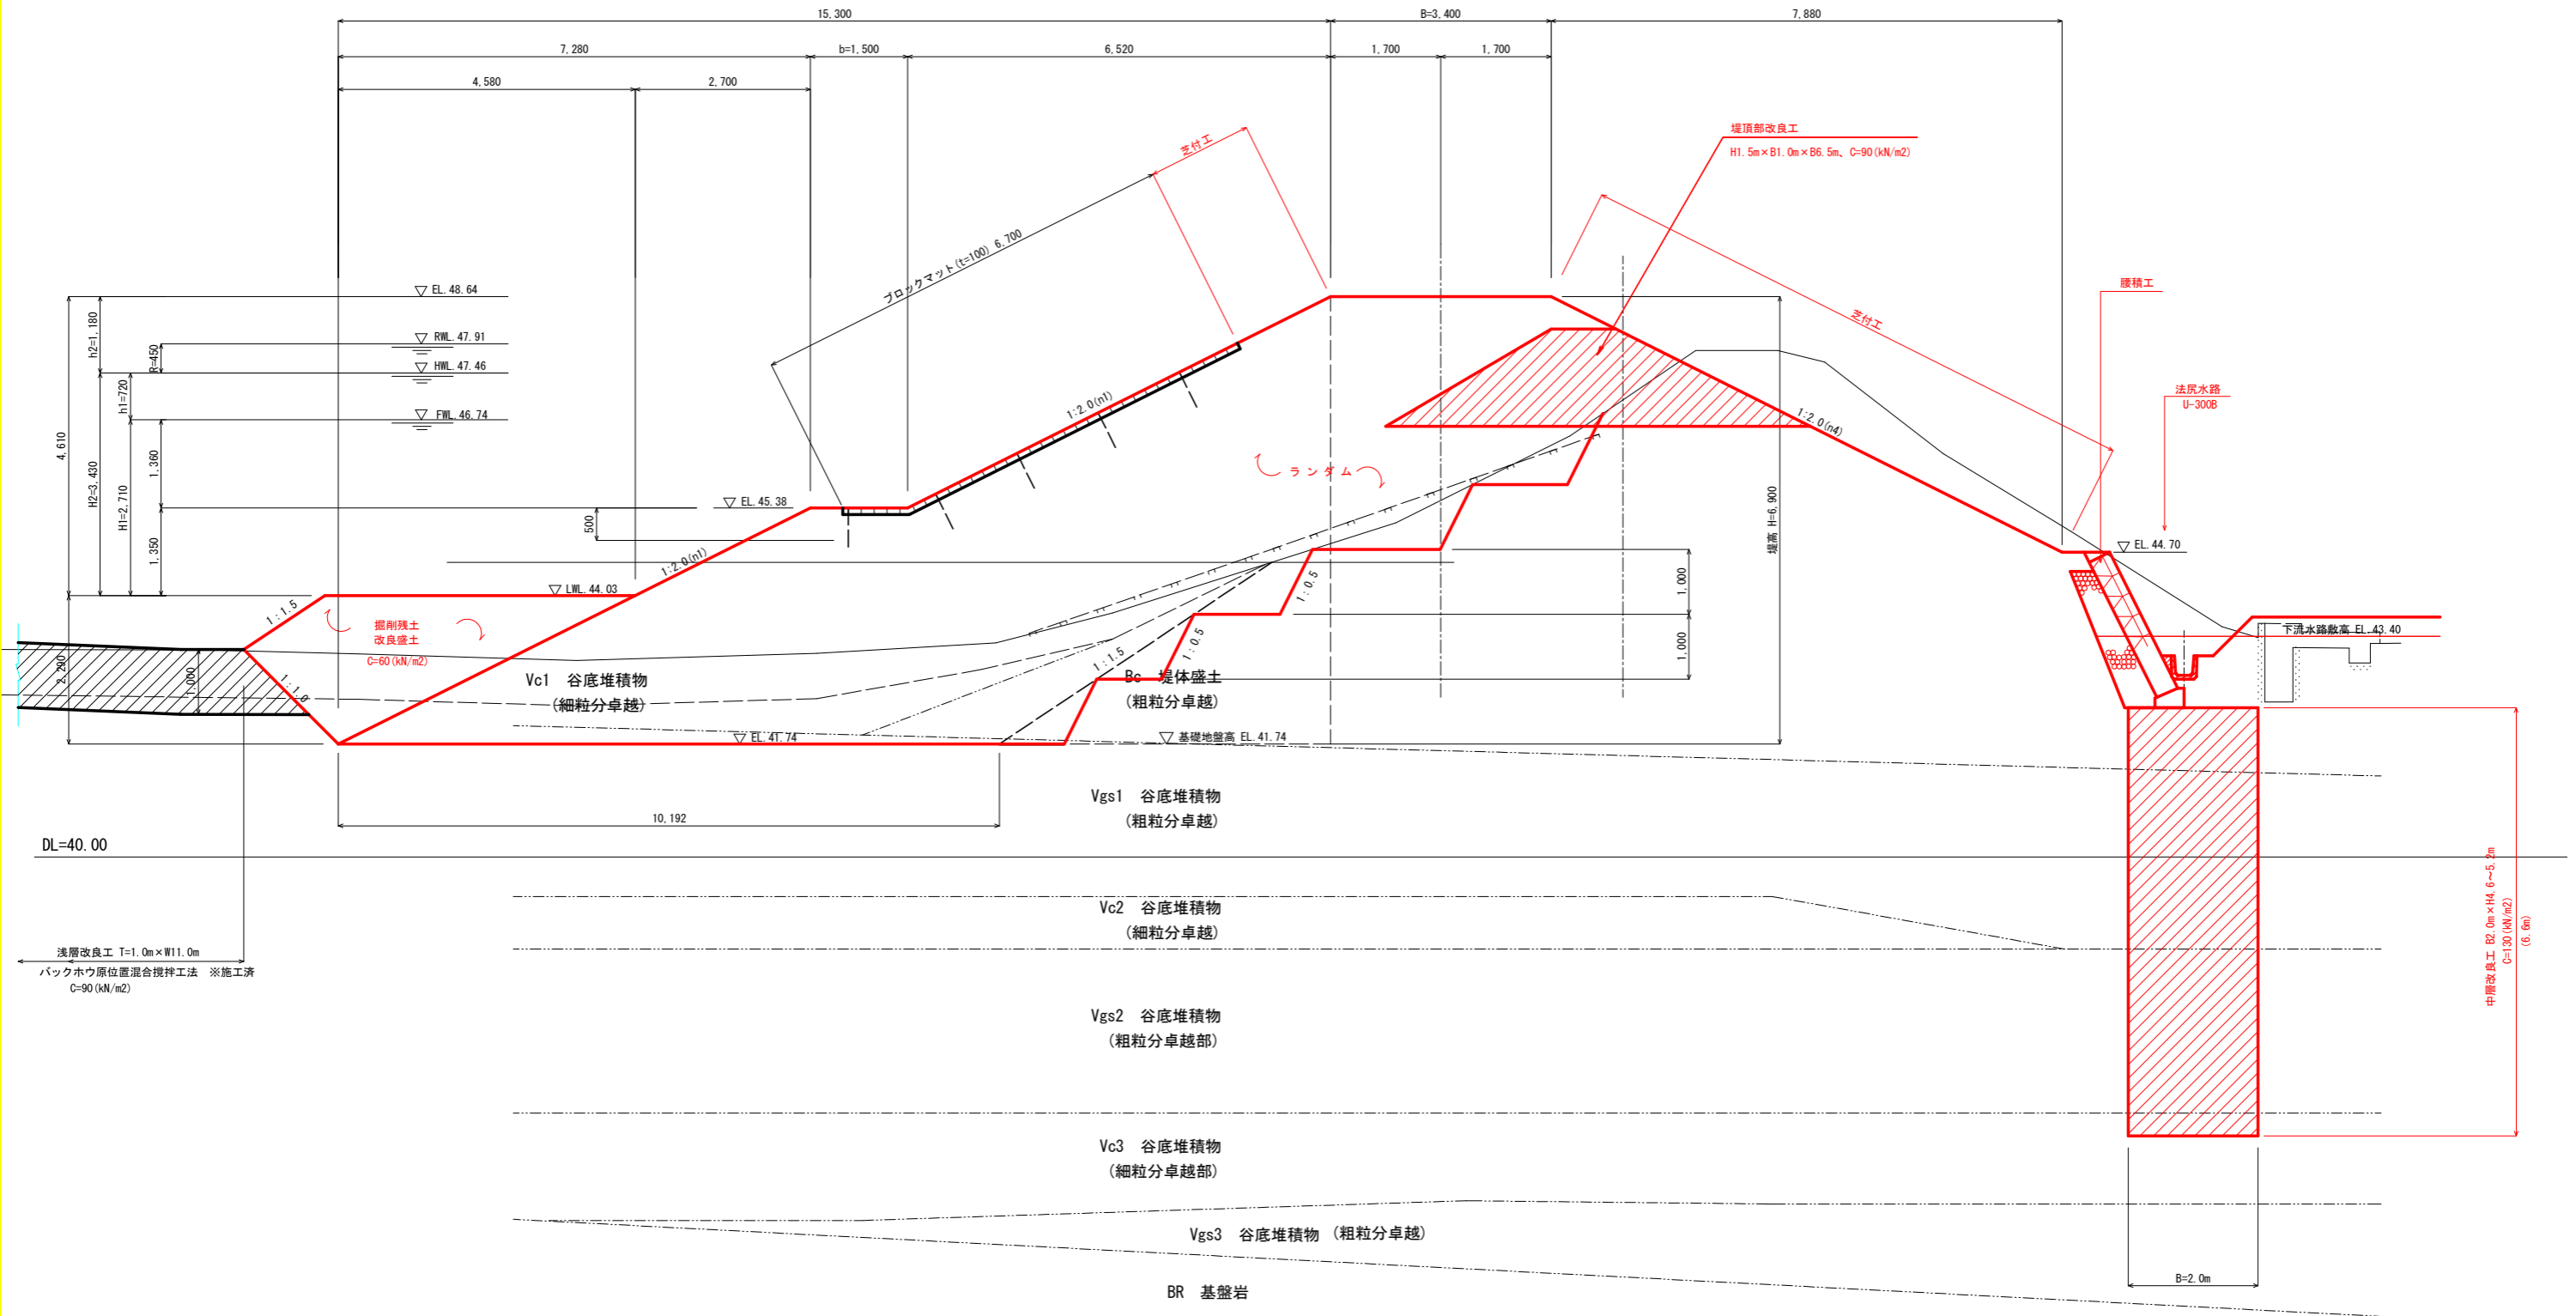 15,300
B=3,400
7,880
7,280
b=1,500
6,520
1,700
1,700
4,580
2,700
芝付工
堤頂部改良工
H1.5m×B1.0m×B6.5m、C=90(kN/m2)
ブロックマット(t=100) 6,700
芝付工
腰積工
法尻水路
U-300B
EL.48.64
RWL.47.91
HWL.47.46
FWL.46.74
h2=1,180
R=450
h1=720
4,610
H2=3,430
H1=2,710
1,360
1,350
1:2.0(n1)
1:2.0(n4)
ランダム
EL.45.38
500
堤高 H=6,900
1:2.0(n1)
EL.44.70
LWL.44.03
1:1.5
掘削残土
改良盛土
C=60(kN/m2)
1:0.5
1,000
1,000
下流水路敷高 EL.43.40
2,290
1,000
1:1.0
1:0.5
1:1.5
Vc1 谷底堆積物
(細粒分卓越)
Bc 堤体盛土
(粗粒分卓越)
EL.41.74
基礎地盤高 EL.41.74
10,192
Vgs1 谷底堆積物
(粗粒分卓越)
DL=40.00
Vc2 谷底堆積物
(細粒分卓越)
浅層改良工 T=1.0m×W11.0m
バックホウ原位置混合撹拌工法 ※施工済
C=90(kN/m2)
中層改良工 B2.0m×H4.6～5.2m
C=130(kN/m2)
(6.6m)
Vgs2 谷底堆積物
(粗粒分卓越部)
Vc3 谷底堆積物
(細粒分卓越部)
Vgs3 谷底堆積物 (粗粒分卓越)
B=2.0m
BR 基盤岩